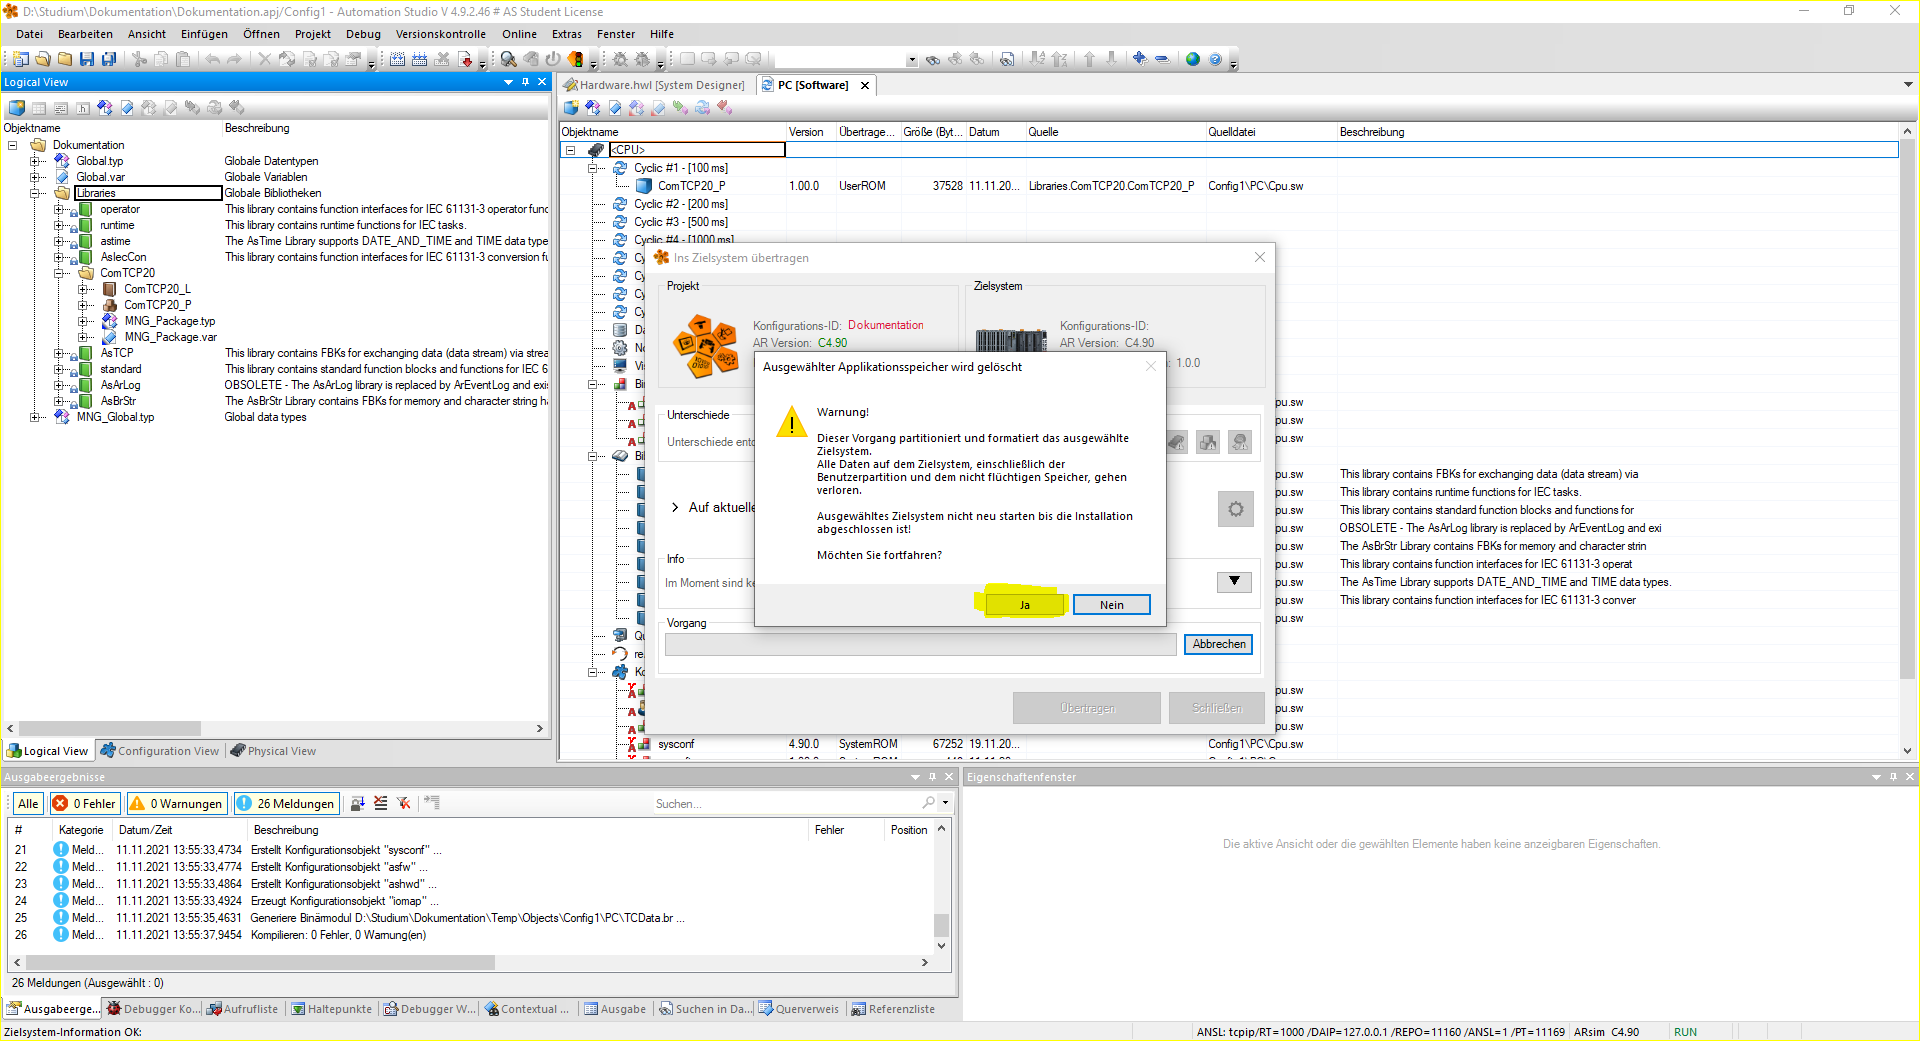 D:\Studium\Dokumentation\Dokumentation.apj/Config1 - Automation Studio V 4.9.2.46 # AS Student License
Datei Bearbeiten Ansicht Einfügen Öffnen Projekt Debug Versionskontrolle Online Extras Fenster Hilfe
Logical View
Objektname Beschreibung
Dokumentation
Global.typ Globale Datentypen
Global.var Globale Variablen
Libraries Globale Bibliotheken
operator This library contains function interfaces for IEC 61131-3 operator func
runtime This library contains runtime functions for IEC tasks.
astime The AsTime Library supports DATE_AND_TIME and TIME data type
AsIecCon This library contains function interfaces for IEC 61131-3 conversion fu
ComTCP20
ComTCP20_L
ComTCP20_P
MNG_Package.typ
MNG_Package.var
AsTCP This library contains FBKs for exchanging data (data stream) via strea
standard This library contains standard function blocks and functions for IEC 6
AsArLog OBSOLETE - The AsArLog library is replaced by ArEventLog and exi
AsBrStr The AsBrStr Library contains FBKs for memory and character string ha
MNG_Global.typ Global data types
Logical View Configuration View Physical View
Hardware.hwl [System Designer] PC [Software]
Objektname Version Übertrage... Größe (Byt... Datum Quelle Quelldatei Beschreibung
<CPU>
Cyclic #1 - [100 ms]
ComTCP20_P 1.00.0 UserROM 37528 11.11.20... Libraries.ComTCP20.ComTCP20_P Config1\PC\Cpu.sw
Cyclic #2 - [200 ms]
Cyclic #3 - [500 ms]
Cyclic #4 - [1000 ms]
Cy
Cy
Cy
Cy
Da
No
Vis
Bin
pu.sw
pu.sw
pu.sw
Bib
pu.sw This library contains FBKs for exchanging data (data stream) via
pu.sw This library contains runtime functions for IEC tasks.
pu.sw This library contains standard function blocks and functions for
pu.sw OBSOLETE - The AsArLog library is replaced by ArEventLog and exi
pu.sw The AsBrStr Library contains FBKs for memory and character strin
pu.sw This library contains function interfaces for IEC 61131-3 operat
pu.sw The AsTime Library supports DATE_AND_TIME and TIME data types.
pu.sw This library contains function interfaces for IEC 61131-3 conver
pu.sw
Qu
re
Ko
pu.sw
pu.sw
pu.sw
sysconf 4.90.0 SystemROM 67252 19.11.20... Config1\PC\Cpu.sw
Ins Zielsystem übertragen
Projekt
Konfigurations-ID: Dokumentation
AR Version: C4.90
Zielsystem
Konfigurations-ID:
AR Version: C4.90
: 1.0.0
Unterschiede
Unterschiede ent
Auf aktuelle
Info
Im Moment sind ke
Vorgang
Abbrechen
Übertragen Schließen
Ausgewählter Applikationsspeicher wird gelöscht
Warnung!
Dieser Vorgang partitioniert und formatiert das ausgewählte
Zielsystem.
Alle Daten auf dem Zielsystem, einschließlich der
Benutzerpartition und dem nicht flüchtigen Speicher, gehen
verloren.
Ausgewähltes Zielsystem nicht neu starten bis die Installation
abgeschlossen ist!
Möchten Sie fortfahren?
Ja Nein
Ausgabeergebnisse
Alle 0 Fehler 0 Warnungen 26 Meldungen Suchen...
# Kategorie Datum/Zeit Beschreibung Fehler Position
21 Meld... 11.11.2021 13:55:33,4734 Erstellt Konfigurationsobjekt "sysconf" ...
22 Meld... 11.11.2021 13:55:33,4774 Erstellt Konfigurationsobjekt "asfw" ...
23 Meld... 11.11.2021 13:55:33,4864 Erstellt Konfigurationsobjekt "ashwd" ...
24 Meld... 11.11.2021 13:55:33,4924 Erzeugt Konfigurationsobjekt "iomap" ...
25 Meld... 11.11.2021 13:55:35,4631 Generiere Binämodul D:\Studium\Dokumentation\Temp\Objects\Config1\PC\TCData.br ...
26 Meld... 11.11.2021 13:55:37,9454 Kompilieren: 0 Fehler, 0 Warnung(en)
26 Meldungen (Ausgewählt : 0)
Ausgabeerge... Debugger Ko... Aufrufliste Haltepunkte Debugger W... Contextual ... Ausgabe Suchen in Da... Querverweis Referenzliste
Eigenschaftenfenster
Die aktive Ansicht oder die gewählten Elemente haben keine anzeigbaren Eigenschaften.
Zielsystem-Information OK:
ANSL: tcpip/RT=1000 /DAIP=127.0.0.1 /REPO=11160 /ANSL=1 /PT=11169 ARsim C4.90 RUN